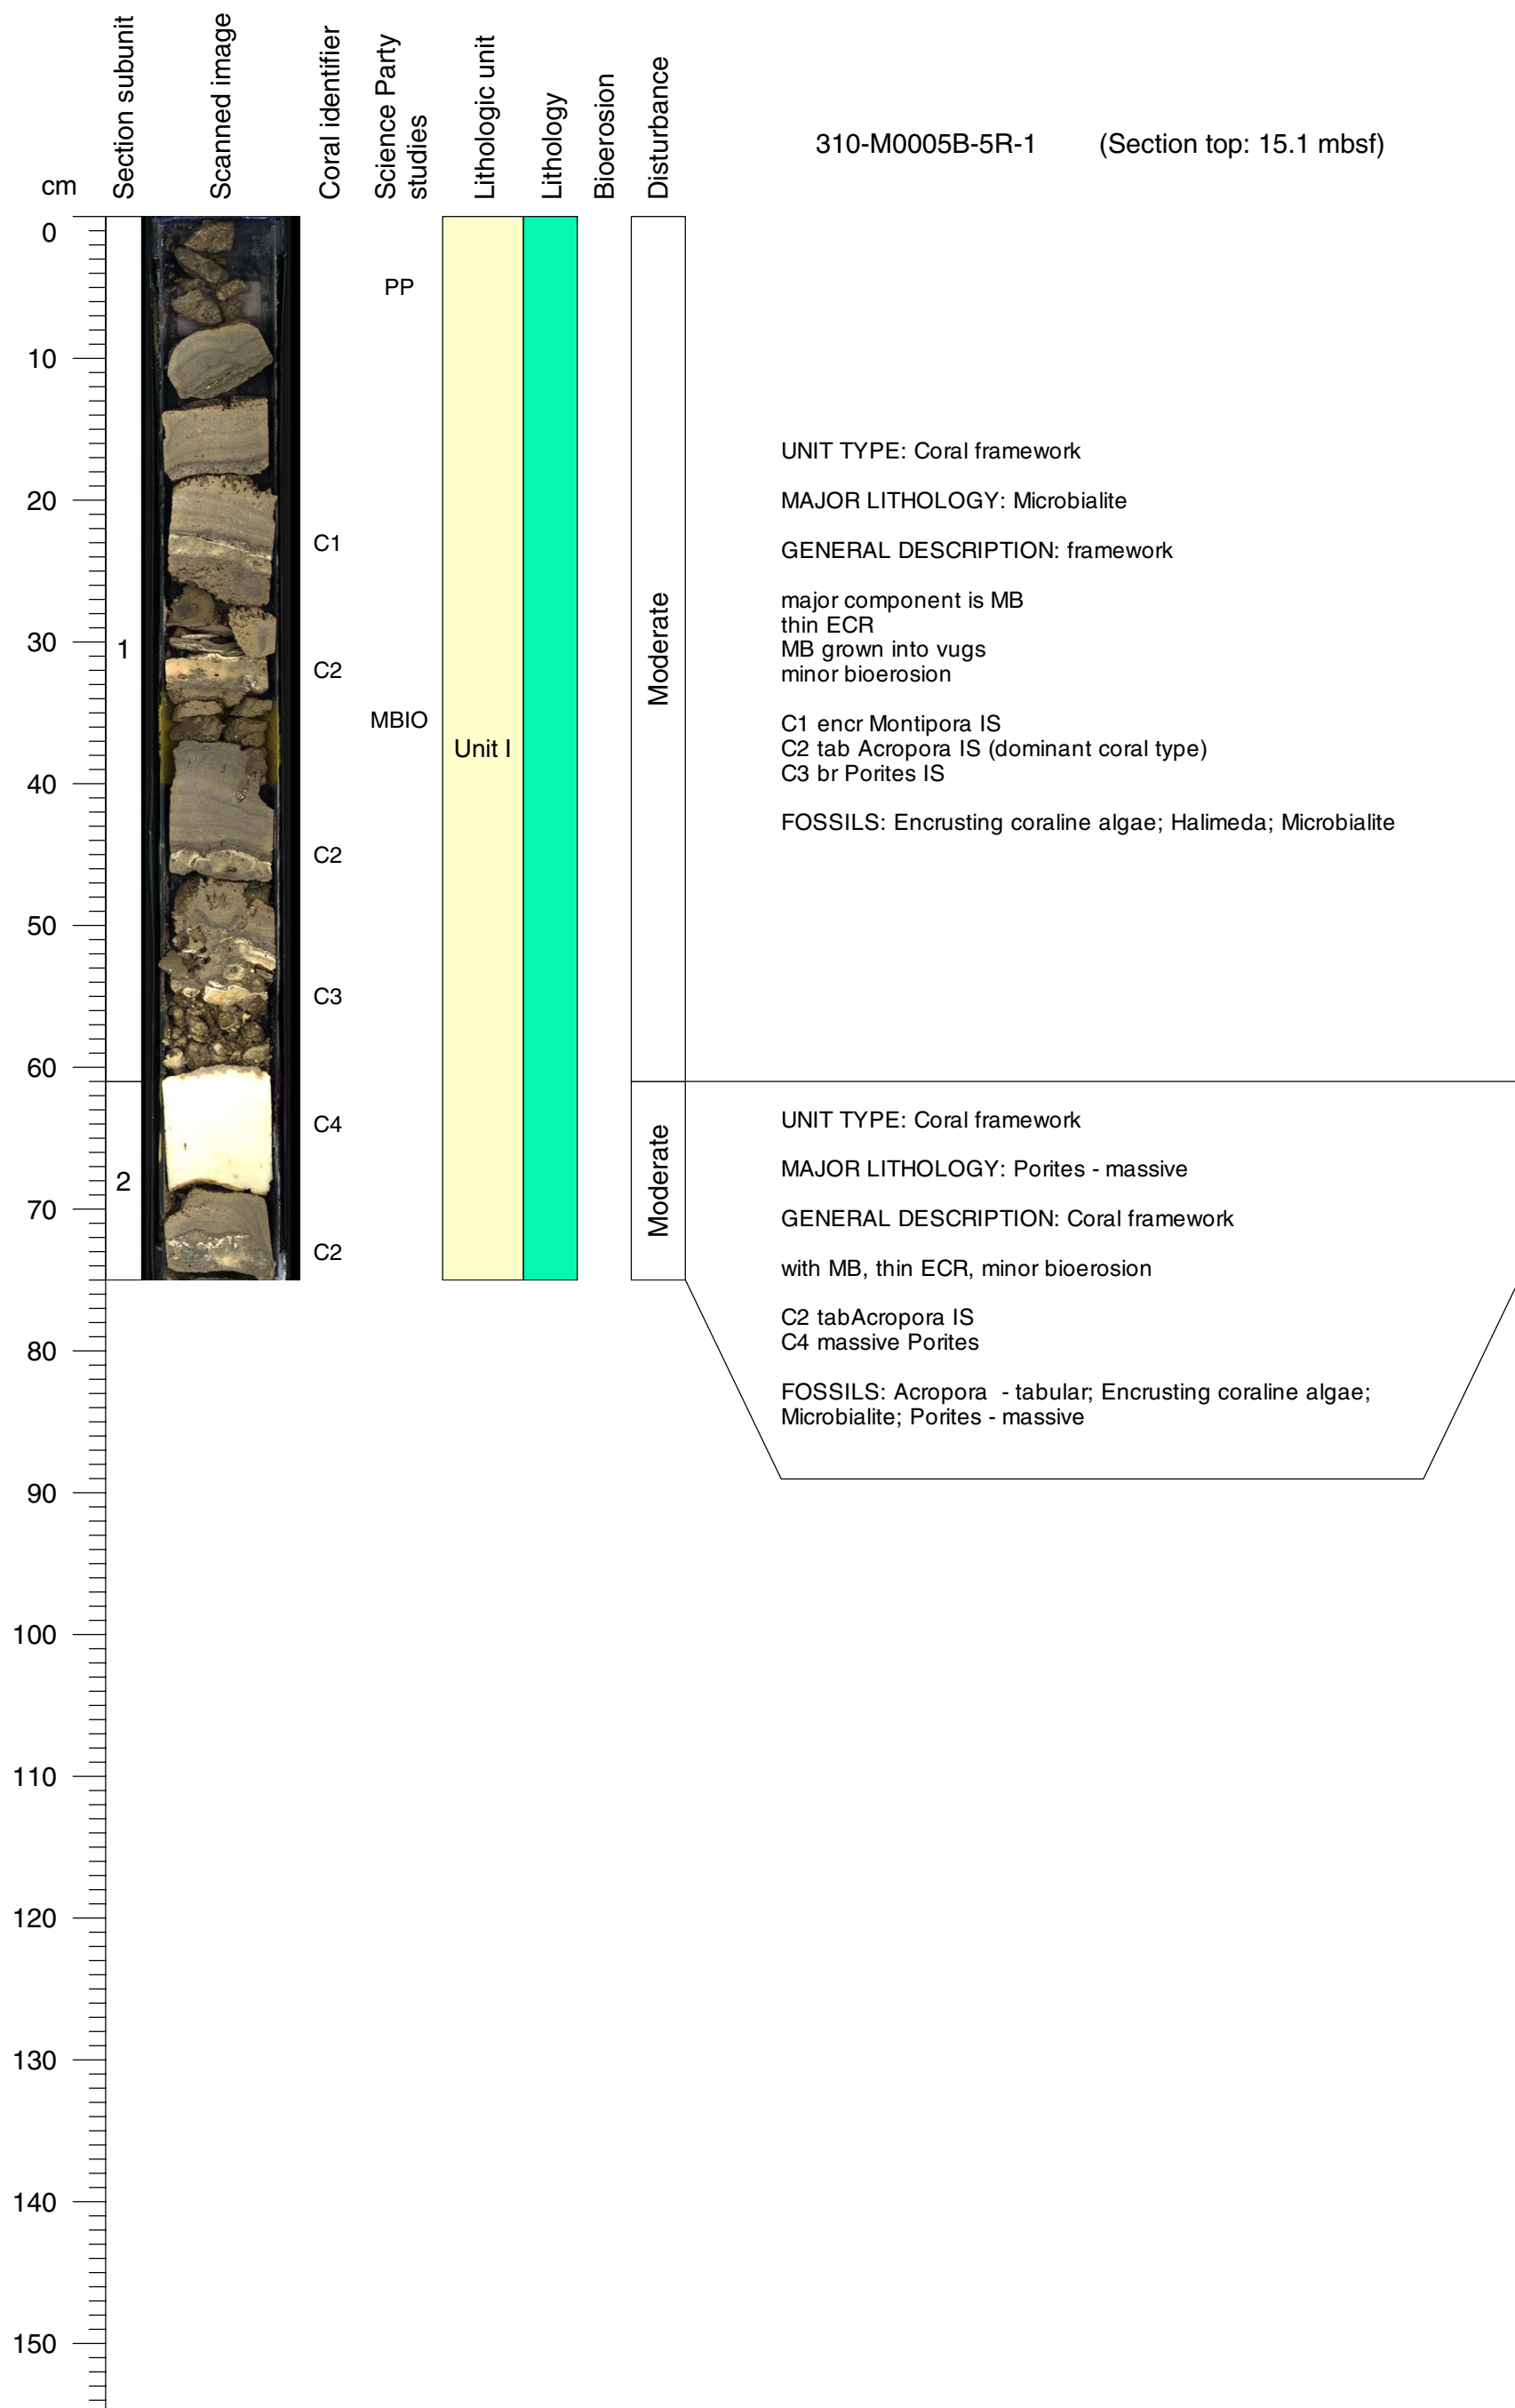 cm
Section subunit
Scanned image
Coral identifier
Science Party
studies
Lithologic unit
Lithology
Bioerosion
Disturbance
310-M0005B-5R-1 (Section top: 15.1 mbsf)
0
10
20
30
40
50
60
70
80
90
100
110
120
130
140
150
1
2
C1
C2
C2
C3
C4
C2
PP
MBIO
Unit I
Moderate
Moderate
UNIT TYPE: Coral framework
MAJOR LITHOLOGY: Microbialite
GENERAL DESCRIPTION: framework
major component is MB
thin ECR
MB grown into vugs
minor bioerosion
C1 encr Montipora IS
C2 tab Acropora IS (dominant coral type)
C3 br Porites IS
FOSSILS: Encrusting coraline algae; Halimeda; Microbialite
UNIT TYPE: Coral framework
MAJOR LITHOLOGY: Porites - massive
GENERAL DESCRIPTION: Coral framework
with MB, thin ECR, minor bioerosion
C2 tabAcropora IS
C4 massive Porites
FOSSILS: Acropora - tabular; Encrusting coraline algae;
Microbialite; Porites - massive